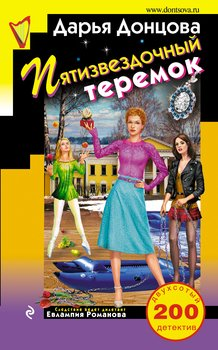 www.dontsova.ru
Дарья Донцова
Пятизвездочный
теремок
Следствие ведет дилетант
Евлампия Романова
двухсотый
200
детектив